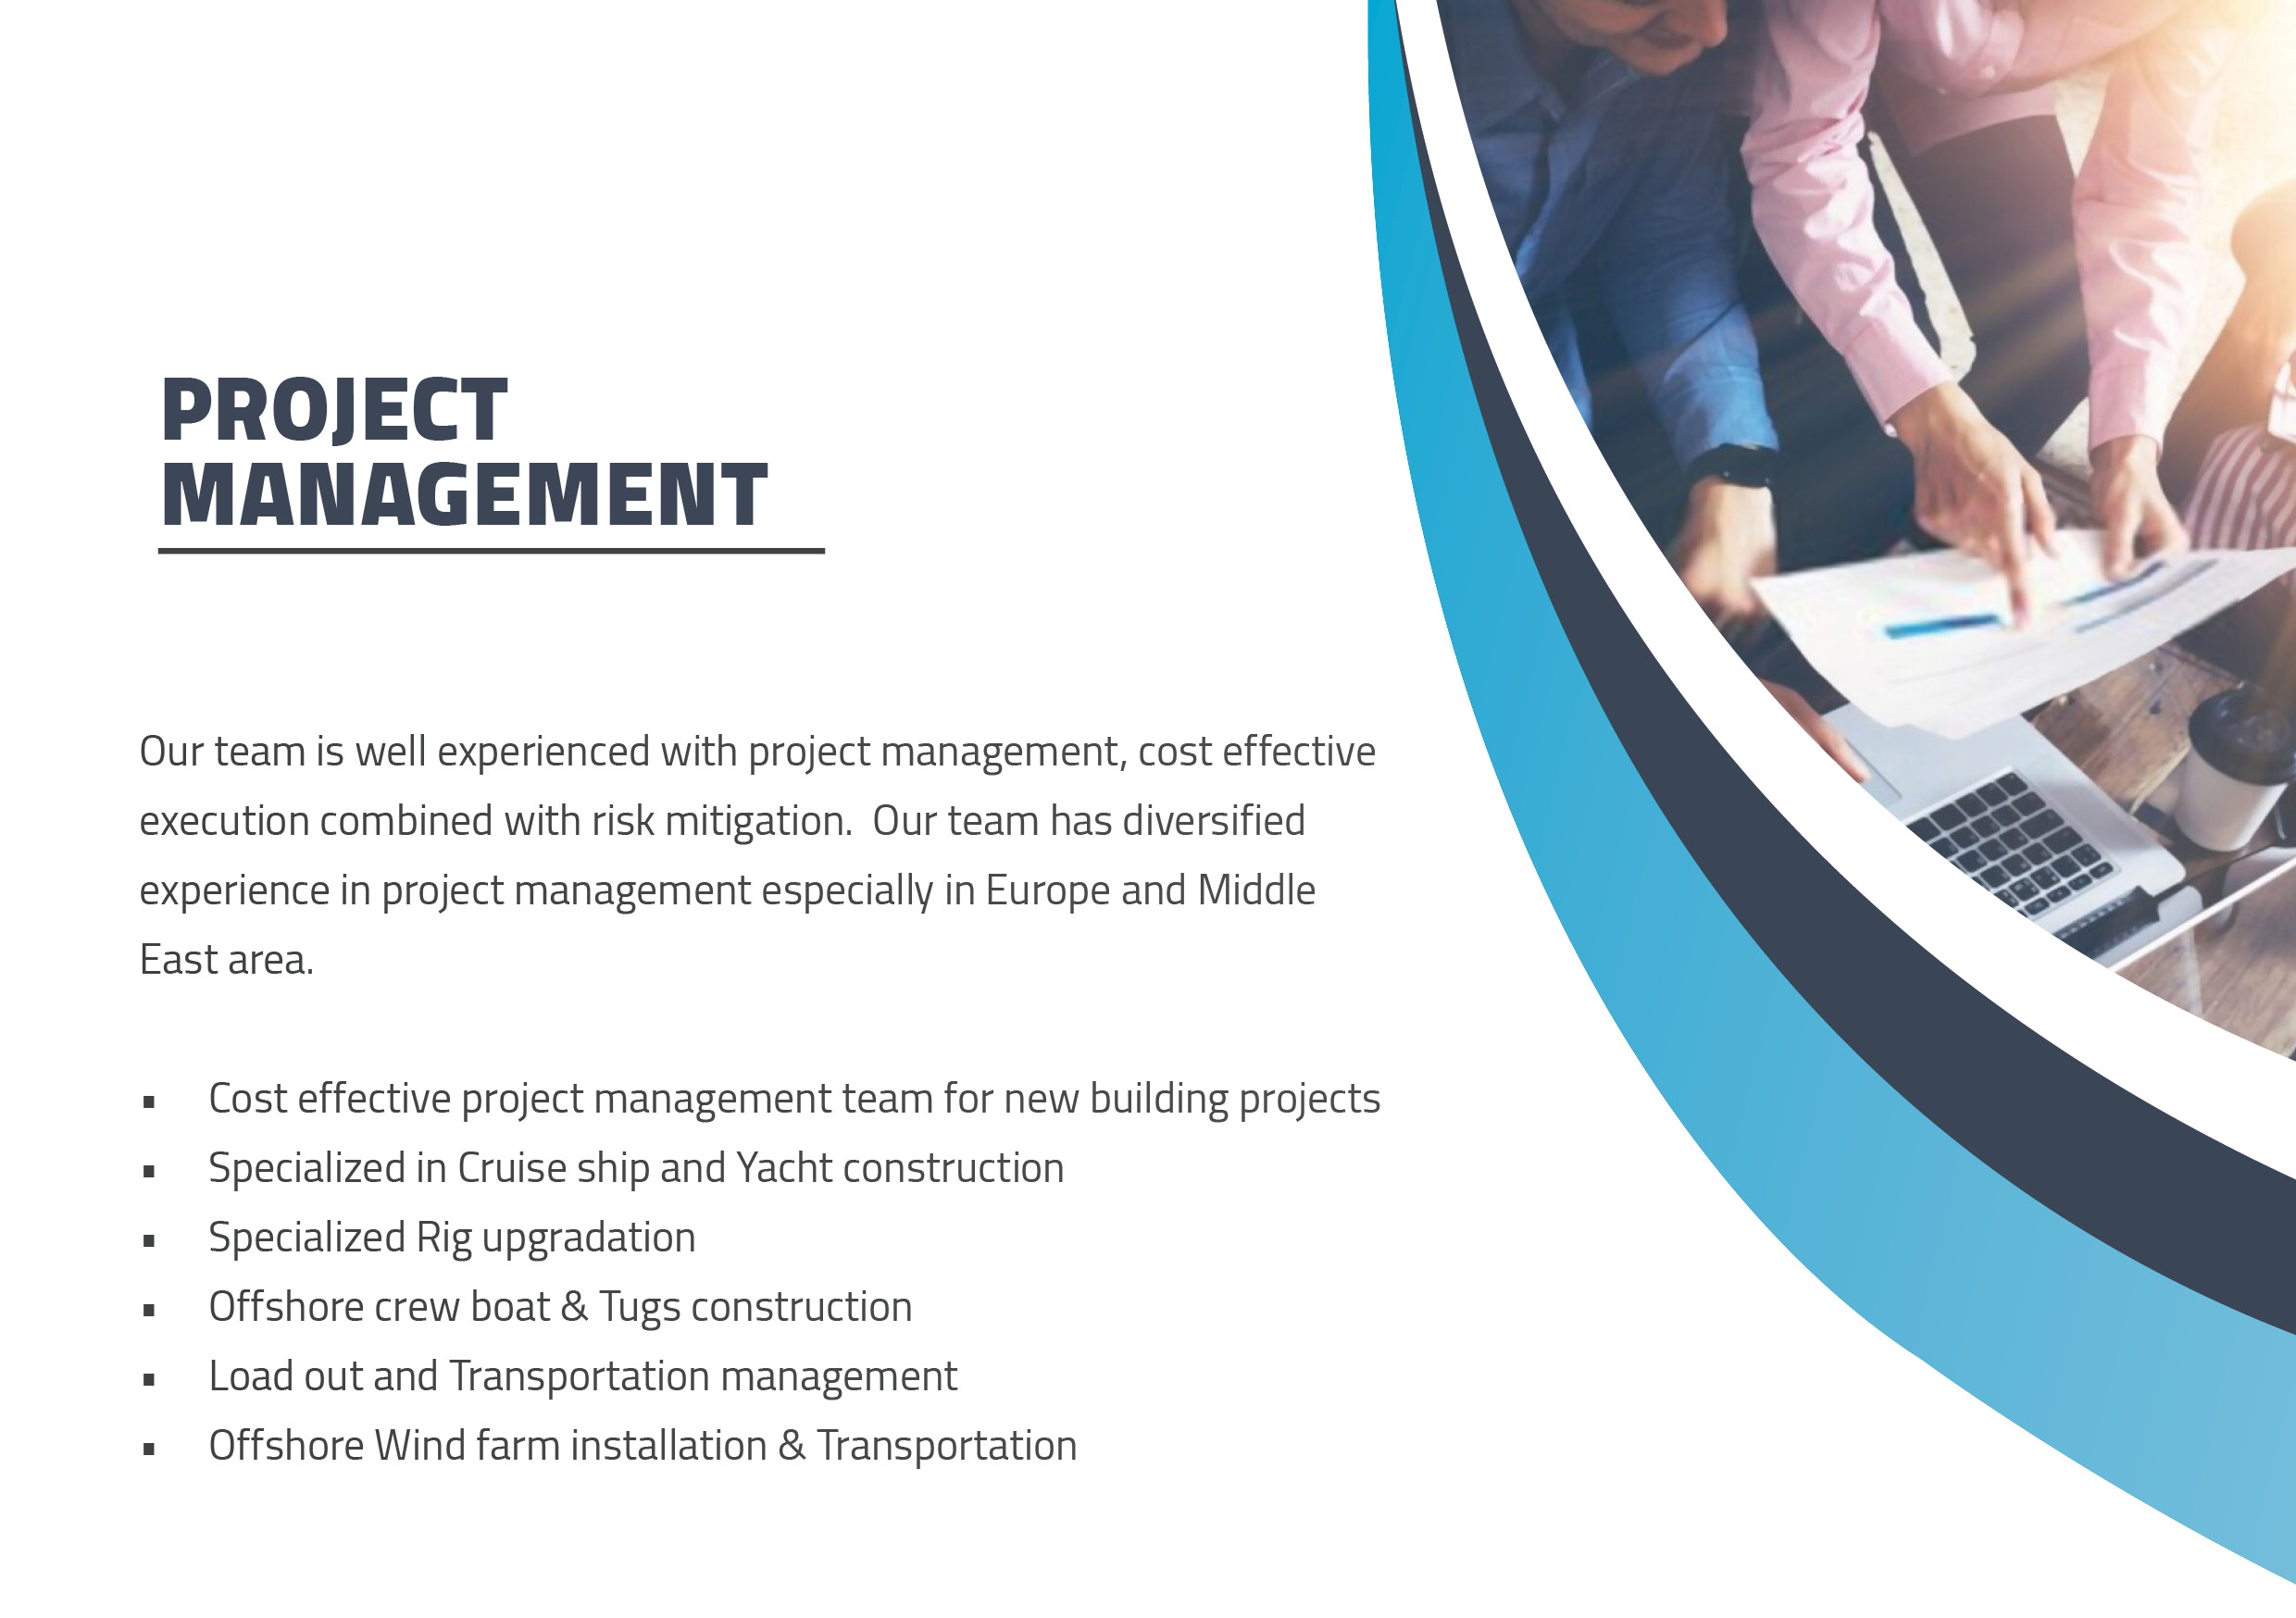 PROJECT
MANAGEMENT
Our team is well experienced with project management, cost effective
execution combined with risk mitigation.  Our team has diversified
experience in project management especially in Europe and Middle
East area.
▪ Cost effective project management team for new building projects
▪ Specialized in Cruise ship and Yacht construction
▪ Specialized Rig upgradation
▪ Offshore crew boat & Tugs construction
▪ Load out and Transportation management
▪ Offshore Wind farm installation & Transportation